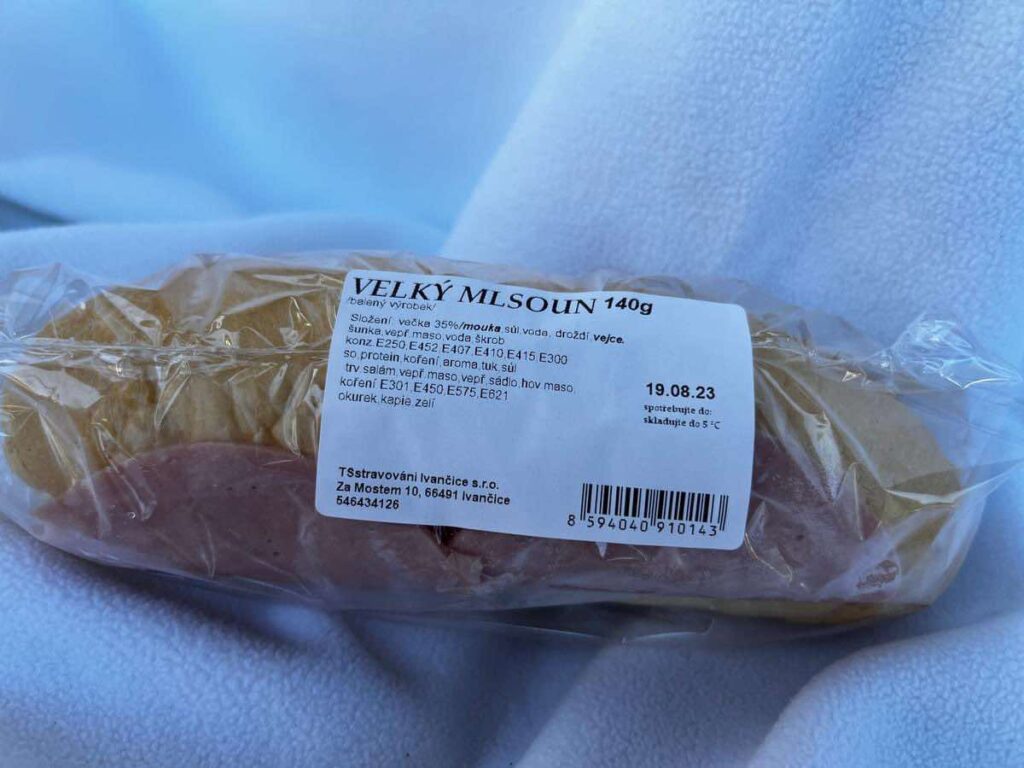 VELKÝ MLSOUN 140g
/balený výrobek/
Složení: večka 35%/mouka,sůl,voda, droždí,vejce,
šunka,vepř.maso,voda,škrob
konz.E250,E452,E407,E410,E415 E300
so,protein,koření,aroma,tuk,sůl
trv.salám,vepř.maso,vepř.sádlo,hov.maso,
koření E301,E450,E575,E621
okurek,kapie,zelí
19.08.23
spotřebujte do:
skladujte do 5 °C
TSstravování Ivančice s.r.o.
Za Mostem 10, 66491 Ivančice
546434126
8 594040 910143